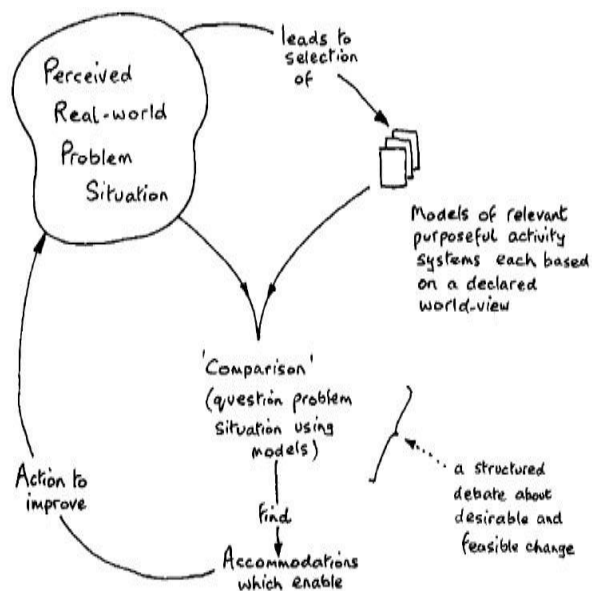 Perceived
Real-world
Problem
Situation
leads to
selection
of
Models of relevant
purposeful activity
systems each based
on a declared
world-view
'Comparison'
(question problem
situation using
models)
a structured
debate about
desirable and
feasible change
find
Accommodations
which enable
Action to
improve